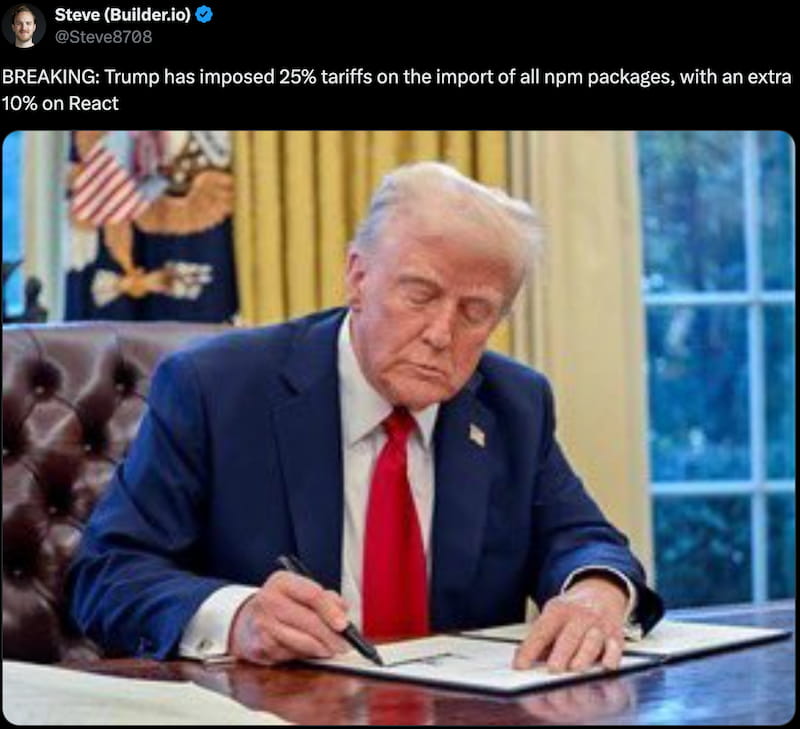 Steve (Builder.io)
@Steve8708
BREAKING: Trump has imposed 25% tariffs on the import of all npm packages, with an extra
10% on React